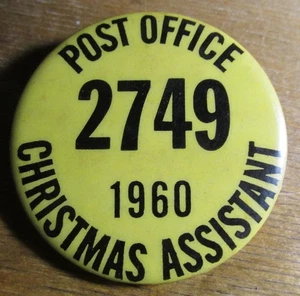 POST OFFICE
2749
1960
CHRISTMAS ASSISTANT